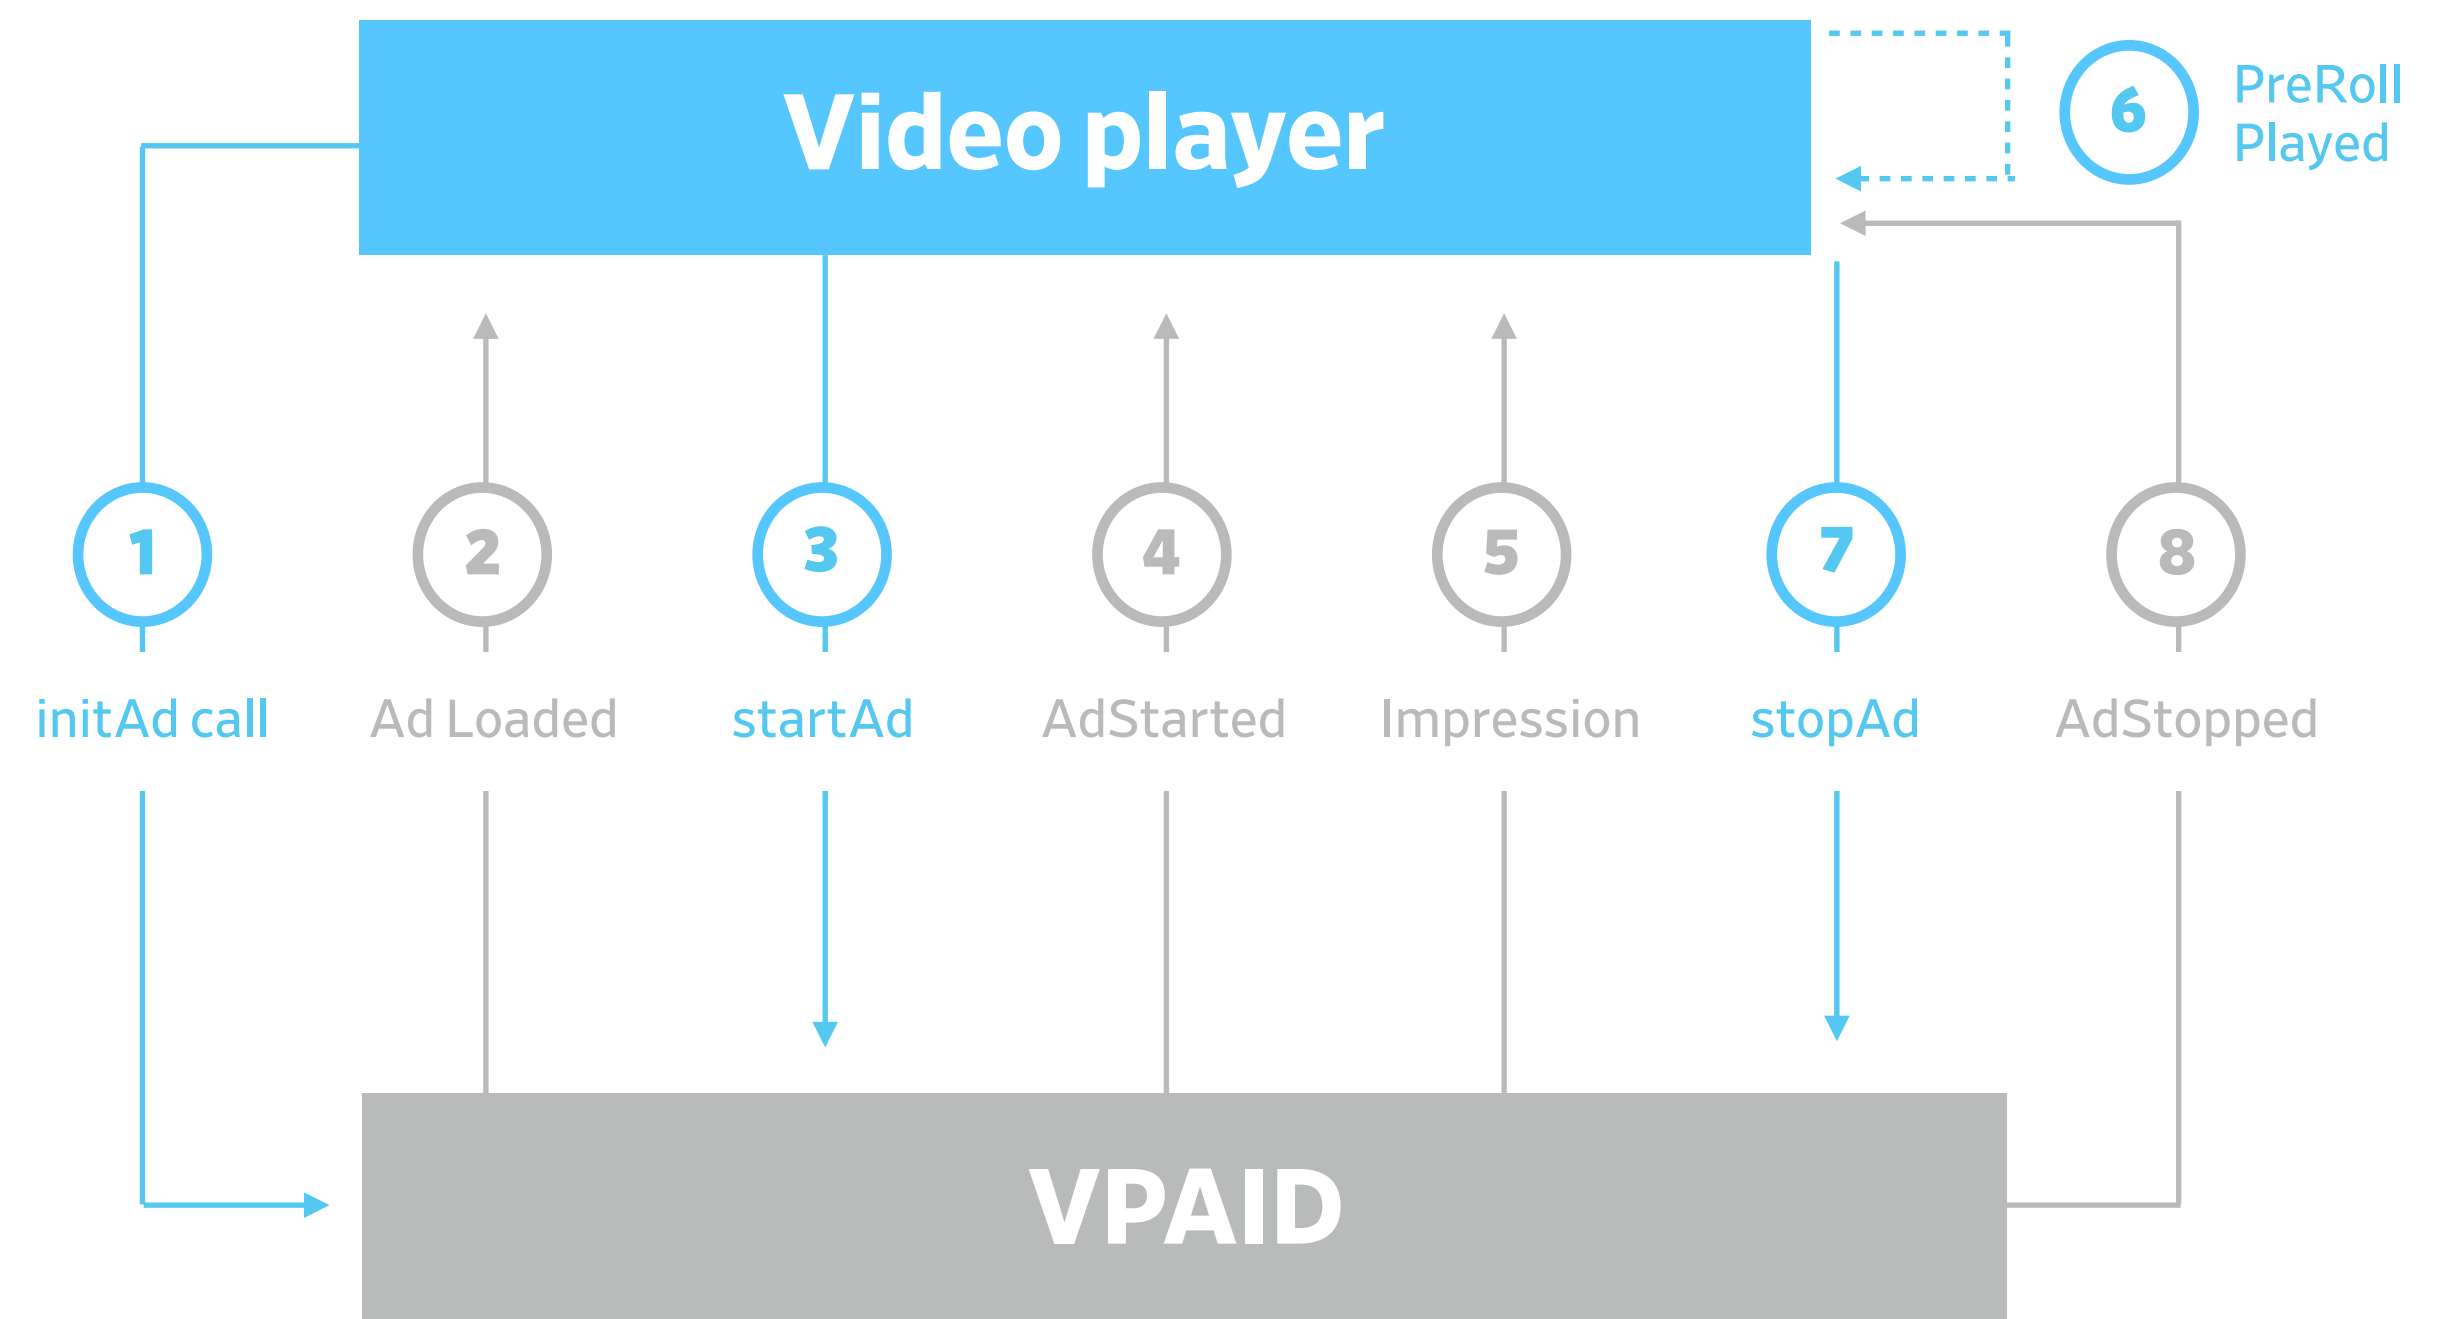 Video player
6
PreRoll
Played
1
2
3
4
5
7
8
initAd call
Ad Loaded
startAd
AdStarted
Impression
stopAd
AdStopped
VPAID